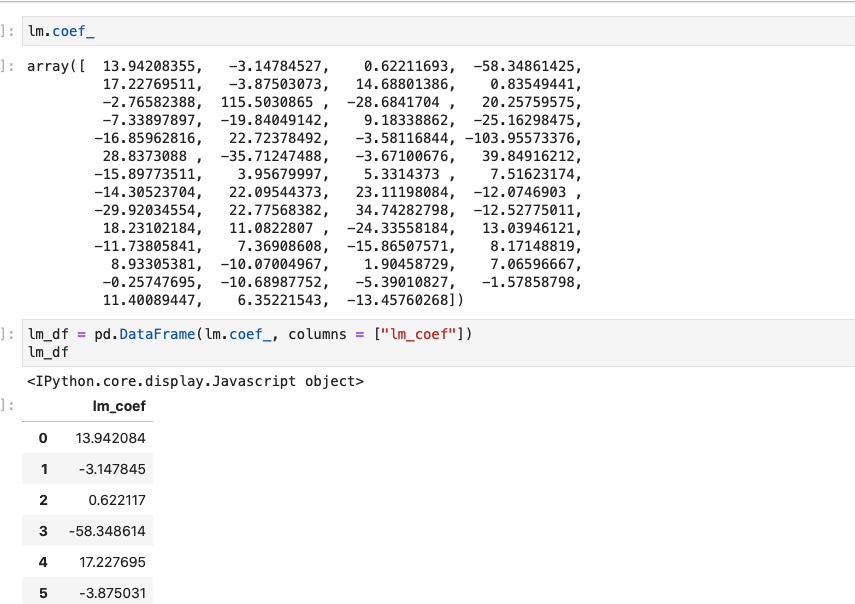 ]: lm.coef_
]: array([  13.94208355,   -3.14784527,    0.62211693,  -58.34861425,
         17.22769511,   -3.87503073,   14.68801386,    0.83549441,
         -2.76582388,  115.5030865 ,  -28.6841704 ,   20.25759575,
         -7.33897897,  -19.84049142,    9.18338862,  -25.16298475,
        -16.85962816,   22.72378492,   -3.58116844, -103.95573376,
         28.8373088 ,  -35.71247488,   -3.67100676,   39.84916212,
        -15.89773511,    3.95679997,    5.3314373 ,    7.51623174,
        -14.30523704,   22.09544373,   23.11198084,  -12.0746903 ,
        -29.92034554,   22.77568382,   34.74282798,  -12.52775011,
         18.23102184,   11.0822807 ,  -24.33558184,   13.03946121,
        -11.73805841,    7.36908608,  -15.86507571,    8.17148819,
          8.93305381,  -10.07004967,    1.90458729,    7.06596667,
         -0.25747695,  -10.68987752,   -5.39010827,   -1.57858798,
         11.40089447,    6.35221543,  -13.45760268])
]: lm_df = pd.DataFrame(lm.coef_, columns = ["lm_coef"])
lm_df
<IPython.core.display.Javascript object>
]: lm_coef
0 13.942084
1 -3.147845
2 0.622117
3 -58.348614
4 17.227695
5 -3.875031